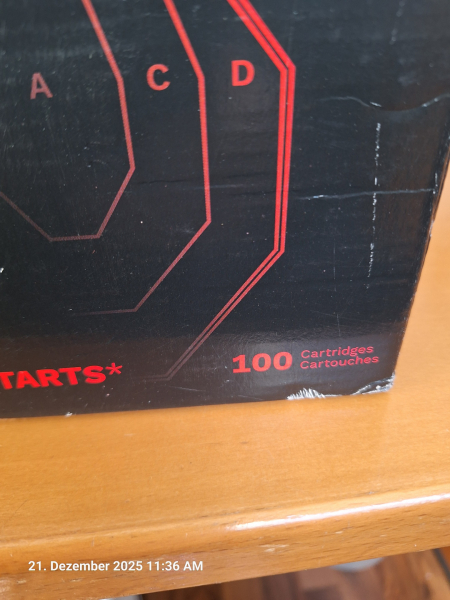 A C D
TARTS*
100 Cartridges
Cartouches
21. Dezember 2025 11:36 AM